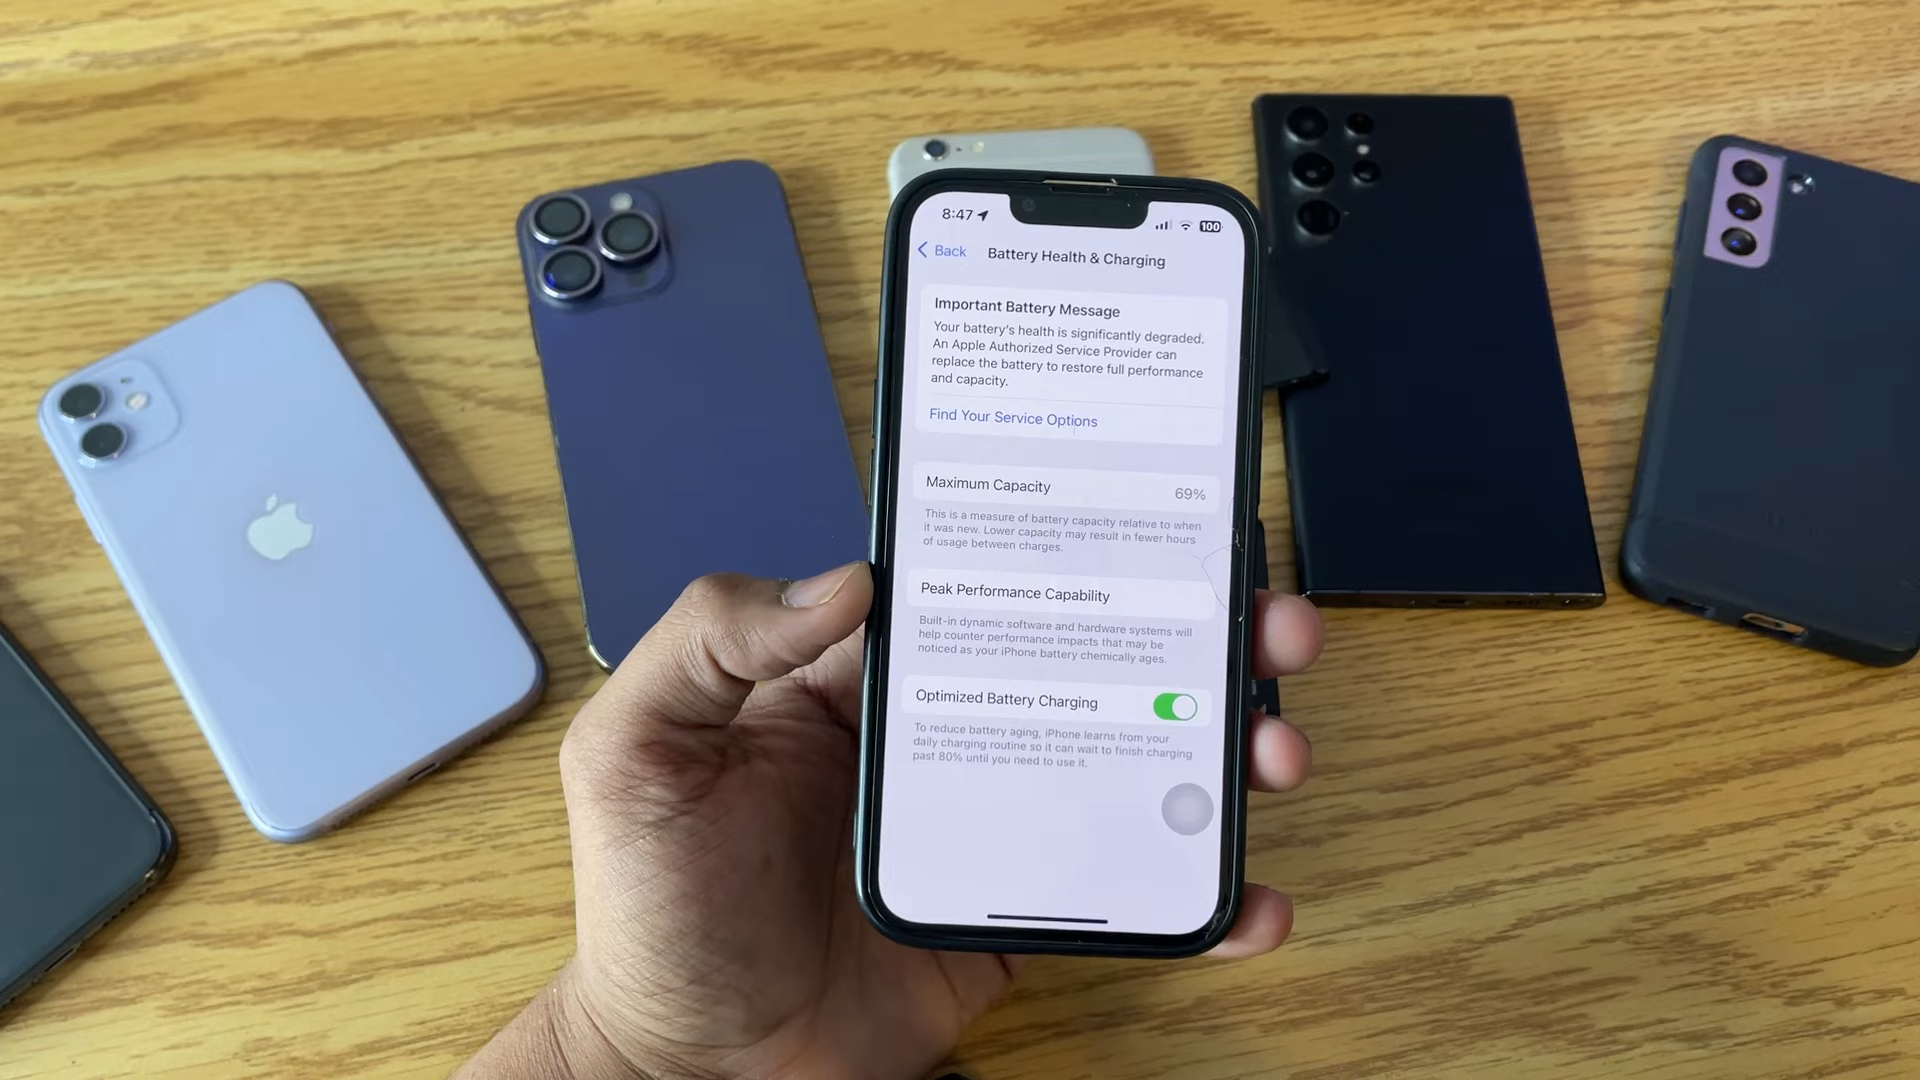 8:47
100
Back
Battery Health & Charging
Important Battery Message
Your battery's health is significantly degraded.
An Apple Authorized Service Provider can
replace the battery to restore full performance
and capacity.
Find Your Service Options
Maximum Capacity
69%
This is a measure of battery capacity relative to when
it was new. Lower capacity may result in fewer hours
of usage between charges.
Peak Performance Capability
Built-in dynamic software and hardware systems will
help counter performance impacts that may be
noticed as your iPhone battery chemically ages.
Optimized Battery Charging
To reduce battery aging, iPhone learns from your
daily charging routine so it can wait to finish charging
past 80% until you need to use it.